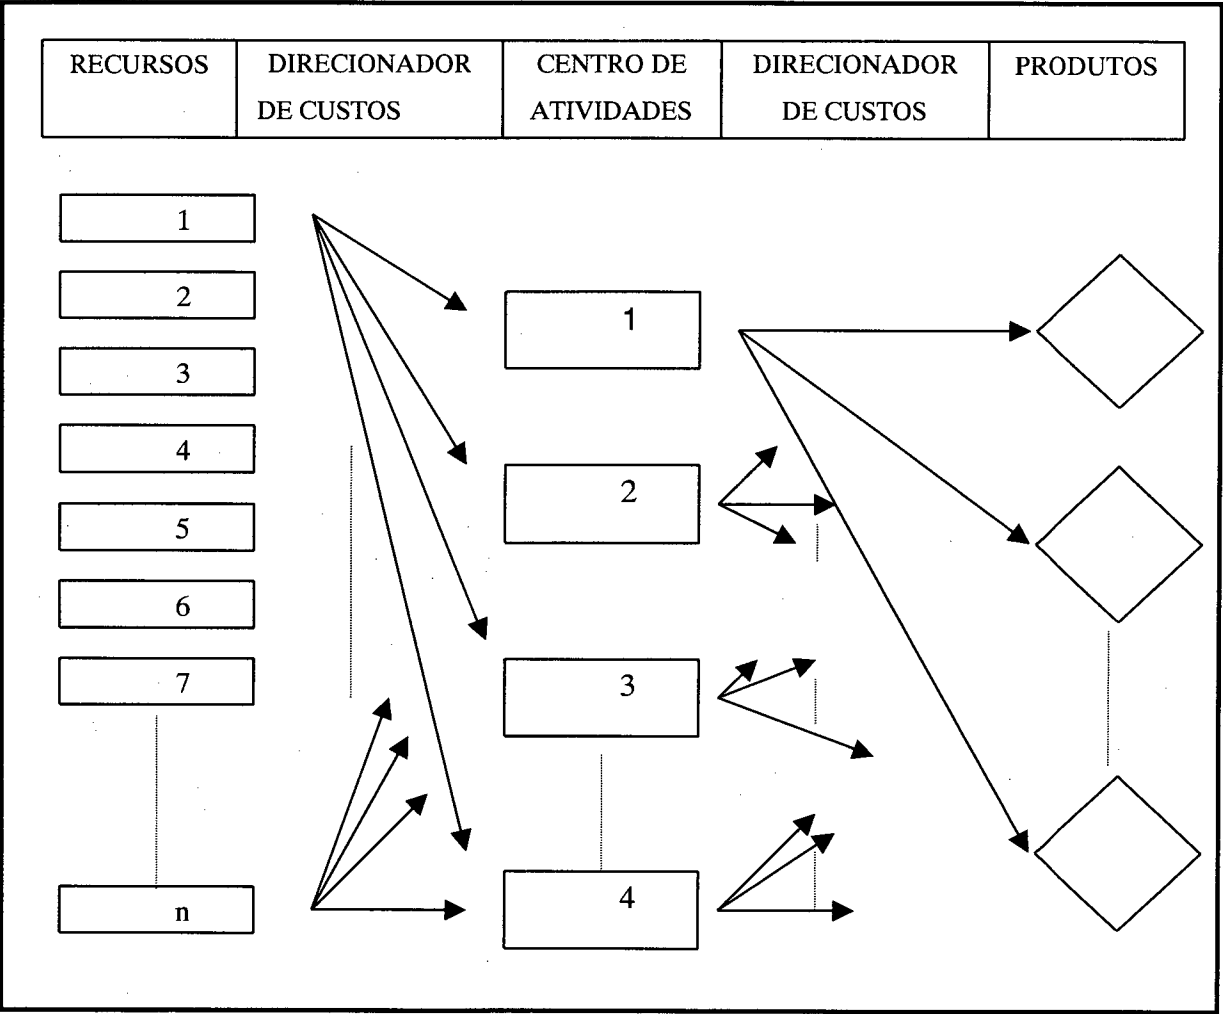 RECURSOS
DIRECIONADOR
DE CUSTOS
CENTRO DE
ATIVIDADES
DIRECIONADOR
DE CUSTOS
PRODUTOS
1
2
3
4
5
6
7
n
1
2
3
4